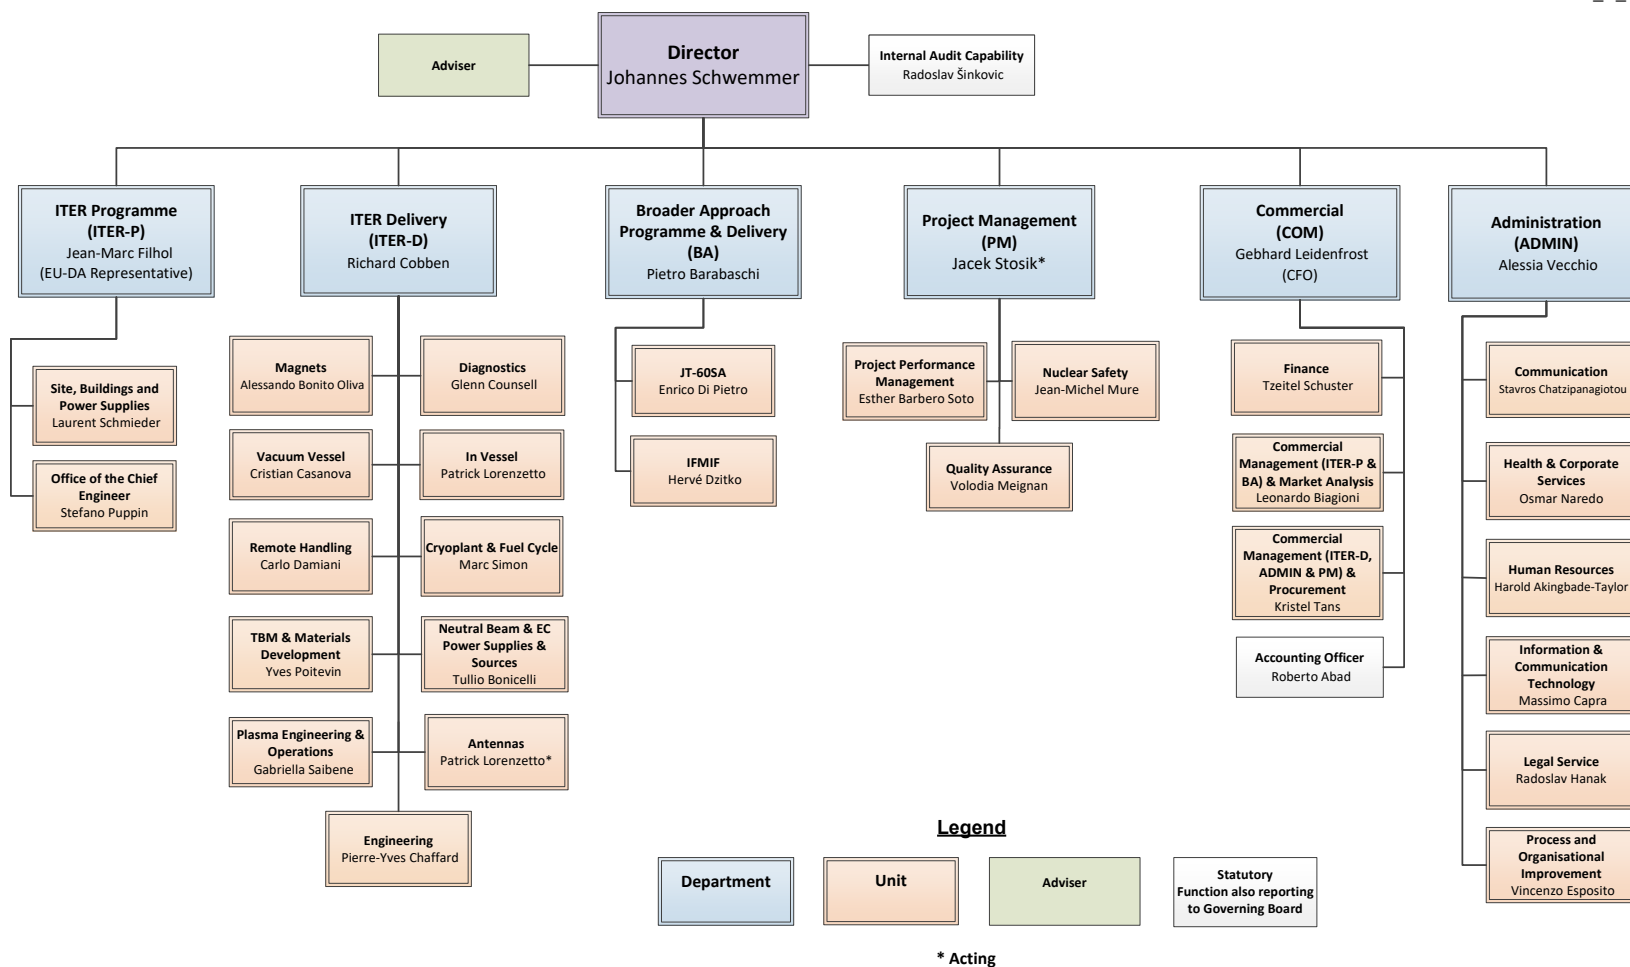 Adviser
Director
Johannes Schwemmer
Internal Audit Capability
Radoslav Šinkovic
ITER Programme
(ITER-P)
Jean-Marc Filhol
(EU-DA Representative)
ITER Delivery
(ITER-D)
Richard Cobben
Broader Approach
Programme & Delivery
(BA)
Pietro Barabaschi
Project Management
(PM)
Jacek Stosik*
Commercial
(COM)
Gebhard Leidenfrost
(CFO)
Administration
(ADMIN)
Alessia Vecchio
Site, Buildings and
Power Supplies
Laurent Schmieder
Office of the Chief
Engineer
Stefano Puppin
Magnets
Alessando Bonito Oliva
Diagnostics
Glenn Counsell
Vacuum Vessel
Cristian Casanova
In Vessel
Patrick Lorenzetto
Remote Handling
Carlo Damiani
Cryoplant & Fuel Cycle
Marc Simon
TBM & Materials
Development
Yves Poitevin
Neutral Beam & EC
Power Supplies &
Sources
Tullio Bonicelli
Plasma Engineering &
Operations
Gabriella Saibene
Antennas
Patrick Lorenzetto*
Engineering
Pierre-Yves Chaffard
JT-60SA
Enrico Di Pietro
IFMIF
Hervé Dzitko
Project Performance
Management
Esther Barbero Soto
Nuclear Safety
Jean-Michel Mure
Quality Assurance
Volodia Meignan
Finance
Tzeitel Schuster
Commercial
Management (ITER-P &
BA) & Market Analysis
Leonardo Biagioni
Commercial
Management (ITER-D,
ADMIN & PM) &
Procurement
Kristel Tans
Accounting Officer
Roberto Abad
Communication
Stavros Chatzipanagiotou
Health & Corporate
Services
Osmar Naredo
Human Resources
Harold Akingbade-Taylor
Information &
Communication
Technology
Massimo Capra
Legal Service
Radoslav Hanak
Process and
Organisational
Improvement
Vincenzo Esposito
Legend
Department
Unit
Adviser
Statutory
Function also reporting
to Governing Board
* Acting